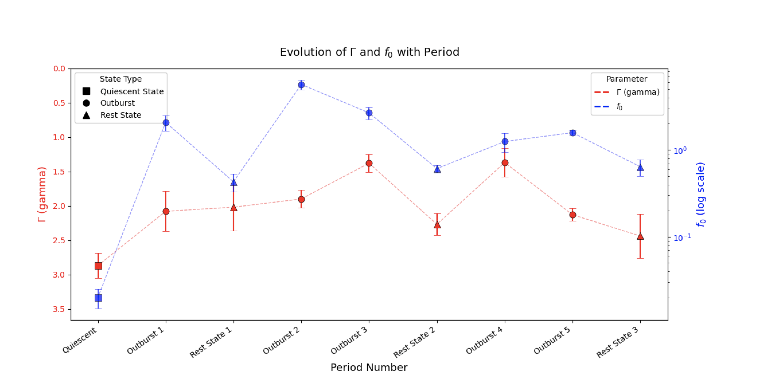 Evolution of Γ and f₀ with Period
State Type
Quiescent State
Outburst
Rest State
Parameter
Γ (gamma)
f₀
0.0
0.5
1.0
1.5
2.0
2.5
3.0
3.5
Γ (gamma)
10⁰
10⁻¹
f₀ (log scale)
Quiescent
Outburst 1
Rest State 1
Outburst 2
Outburst 3
Rest State 2
Outburst 4
Outburst 5
Rest State 3
Period Number